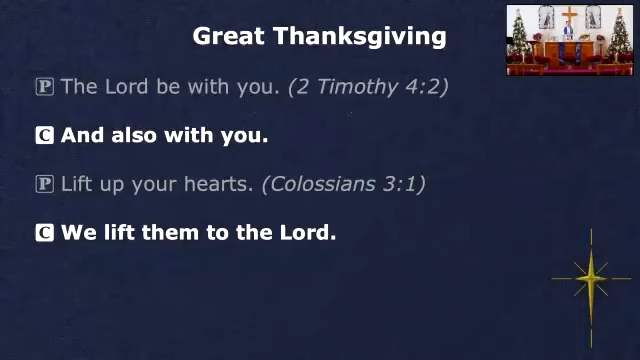 Great Thanksgiving
P The Lord be with you. (2 Timothy 4:2)
C And also with you.
P Lift up your hearts. (Colossians 3:1)
C We lift them to the Lord.